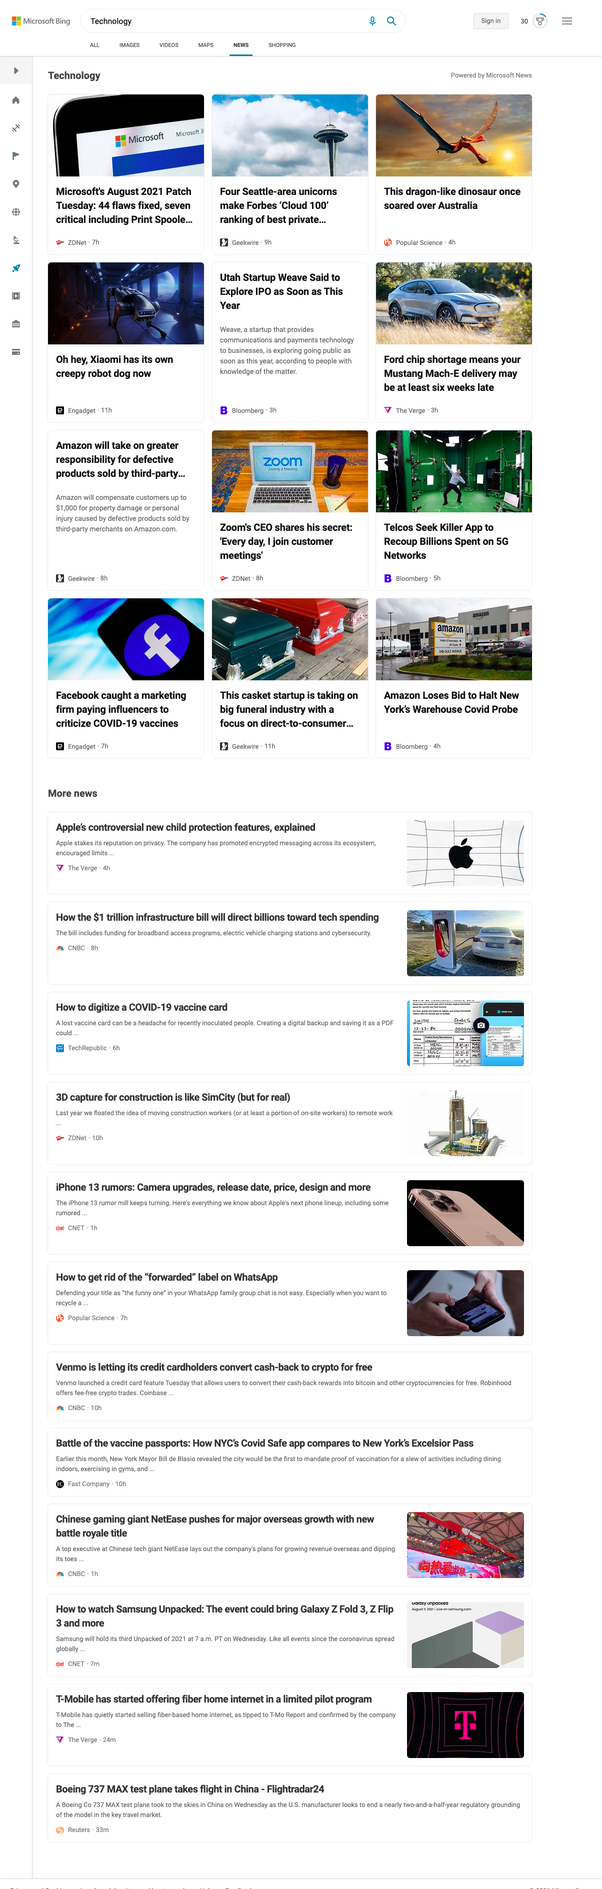 Microsoft Bing
Technology
Sign in
30
ALL
IMAGES
VIDEOS
MAPS
NEWS
SHOPPING
Technology
Powered by Microsoft News
Microsoft
Microsoft's August 2021 Patch
Tuesday: 44 flaws fixed, seven
critical including Print Spoole...
ZDNet · 7h
Four Seattle-area unicorns
make Forbes 'Cloud 100'
ranking of best private...
Geekwire · 9h
This dragon-like dinosaur once
soared over Australia
Popular Science · 4h
Oh hey, Xiaomi has its own
creepy robot dog now
Engadget · 11h
Utah Startup Weave Said to
Explore IPO as Soon as This
Year
Weave, a startup that provides
communications and payments technology
to businesses, is exploring going public as
soon as this year, according to people with
knowledge of the matter.
Bloomberg · 3h
Ford chip shortage means your
Mustang Mach-E delivery may
be at least six weeks late
The Verge · 3h
Amazon will take on greater
responsibility for defective
products sold by third-party...
Amazon will compensate customers up to
$1,000 for property damage or personal
injury caused by defective products sold by
third-party merchants on Amazon.com.
Geekwire · 8h
zoom
Zoom's CEO shares his secret:
'Every day, I join customer
meetings'
ZDNet · 8h
Telcos Seek Killer App to
Recoup Billions Spent on 5G
Networks
Bloomberg · 5h
Facebook caught a marketing
firm paying influencers to
criticize COVID-19 vaccines
Engadget · 7h
This casket startup is taking on
big funeral industry with a
focus on direct-to-consumer...
Geekwire · 11h
amazon
amazon
Amazon Loses Bid to Halt New
York's Warehouse Covid Probe
Bloomberg · 4h
More news
Apple's controversial new child protection features, explained
Apple stakes its reputation on privacy. The company has promoted encrypted messaging across its ecosystem,
encouraged limits ...
The Verge · 4h
How the $1 trillion infrastructure bill will direct billions toward tech spending
The bill includes funding for broadband access programs, electric vehicle charging stations and cybersecurity.
CNBC · 8h
How to digitize a COVID-19 vaccine card
A lost vaccine card can be a headache for recently inoculated people. Creating a digital backup and saving it as a PDF
could ...
TechRepublic · 6h
3D capture for construction is like SimCity (but for real)
Last year we floated the idea of moving construction workers (or at least a portion of on-site workers) to remote work
...
ZDNet · 10h
iPhone 13 rumors: Camera upgrades, release date, price, design and more
The iPhone 13 rumor mill keeps turning. Here's everything we know about Apple's next phone lineup, including some
rumored ...
CNET · 1h
How to get rid of the "forwarded" label on WhatsApp
Defending your title as "the funny one" in your WhatsApp family group chat is not easy. Especially when you want to
recycle a ...
Popular Science · 7h
Venmo is letting its credit cardholders convert cash-back to crypto for free
Venmo launched a credit card feature Tuesday that allows users to convert their cash-back rewards into bitcoin and other cryptocurrencies for free. Robinhood
offers fee-free crypto trades. Coinbase ...
CNBC · 10h
Battle of the vaccine passports: How NYC's Covid Safe app compares to New York's Excelsior Pass
Earlier this month, New York Mayor Bill de Blasio revealed the city would be the first to mandate proof of vaccination for a slew of activities including dining
indoors, exercising in gyms, and ...
Fast Company · 10h
Chinese gaming giant NetEase pushes for major overseas growth with new
battle royale title
A top executive at Chinese tech giant NetEase lays out the company's plans for growing revenue overseas and dipping
its toes ...
CNBC · 1h
How to watch Samsung Unpacked: The event could bring Galaxy Z Fold 3, Z Flip
3 and more
Samsung will hold its third Unpacked of 2021 at 7 a.m. PT on Wednesday. Like all events since the coronavirus spread
globally ...
CNET · 7m
Galaxy Unpacked
T-Mobile has started offering fiber home internet in a limited pilot program
T-Mobile has quietly started selling fiber-based home internet, as tipped to T-Mo Report and confirmed by the company
to The ...
The Verge · 24m
Boeing 737 MAX test plane takes flight in China - Flightradar24
A Boeing Co 737 MAX test plane took to the skies in China on Wednesday as the U.S. manufacturer looks to end a nearly two-and-a-half-year regulatory grounding
of the model in the key travel market.
Reuters · 33m